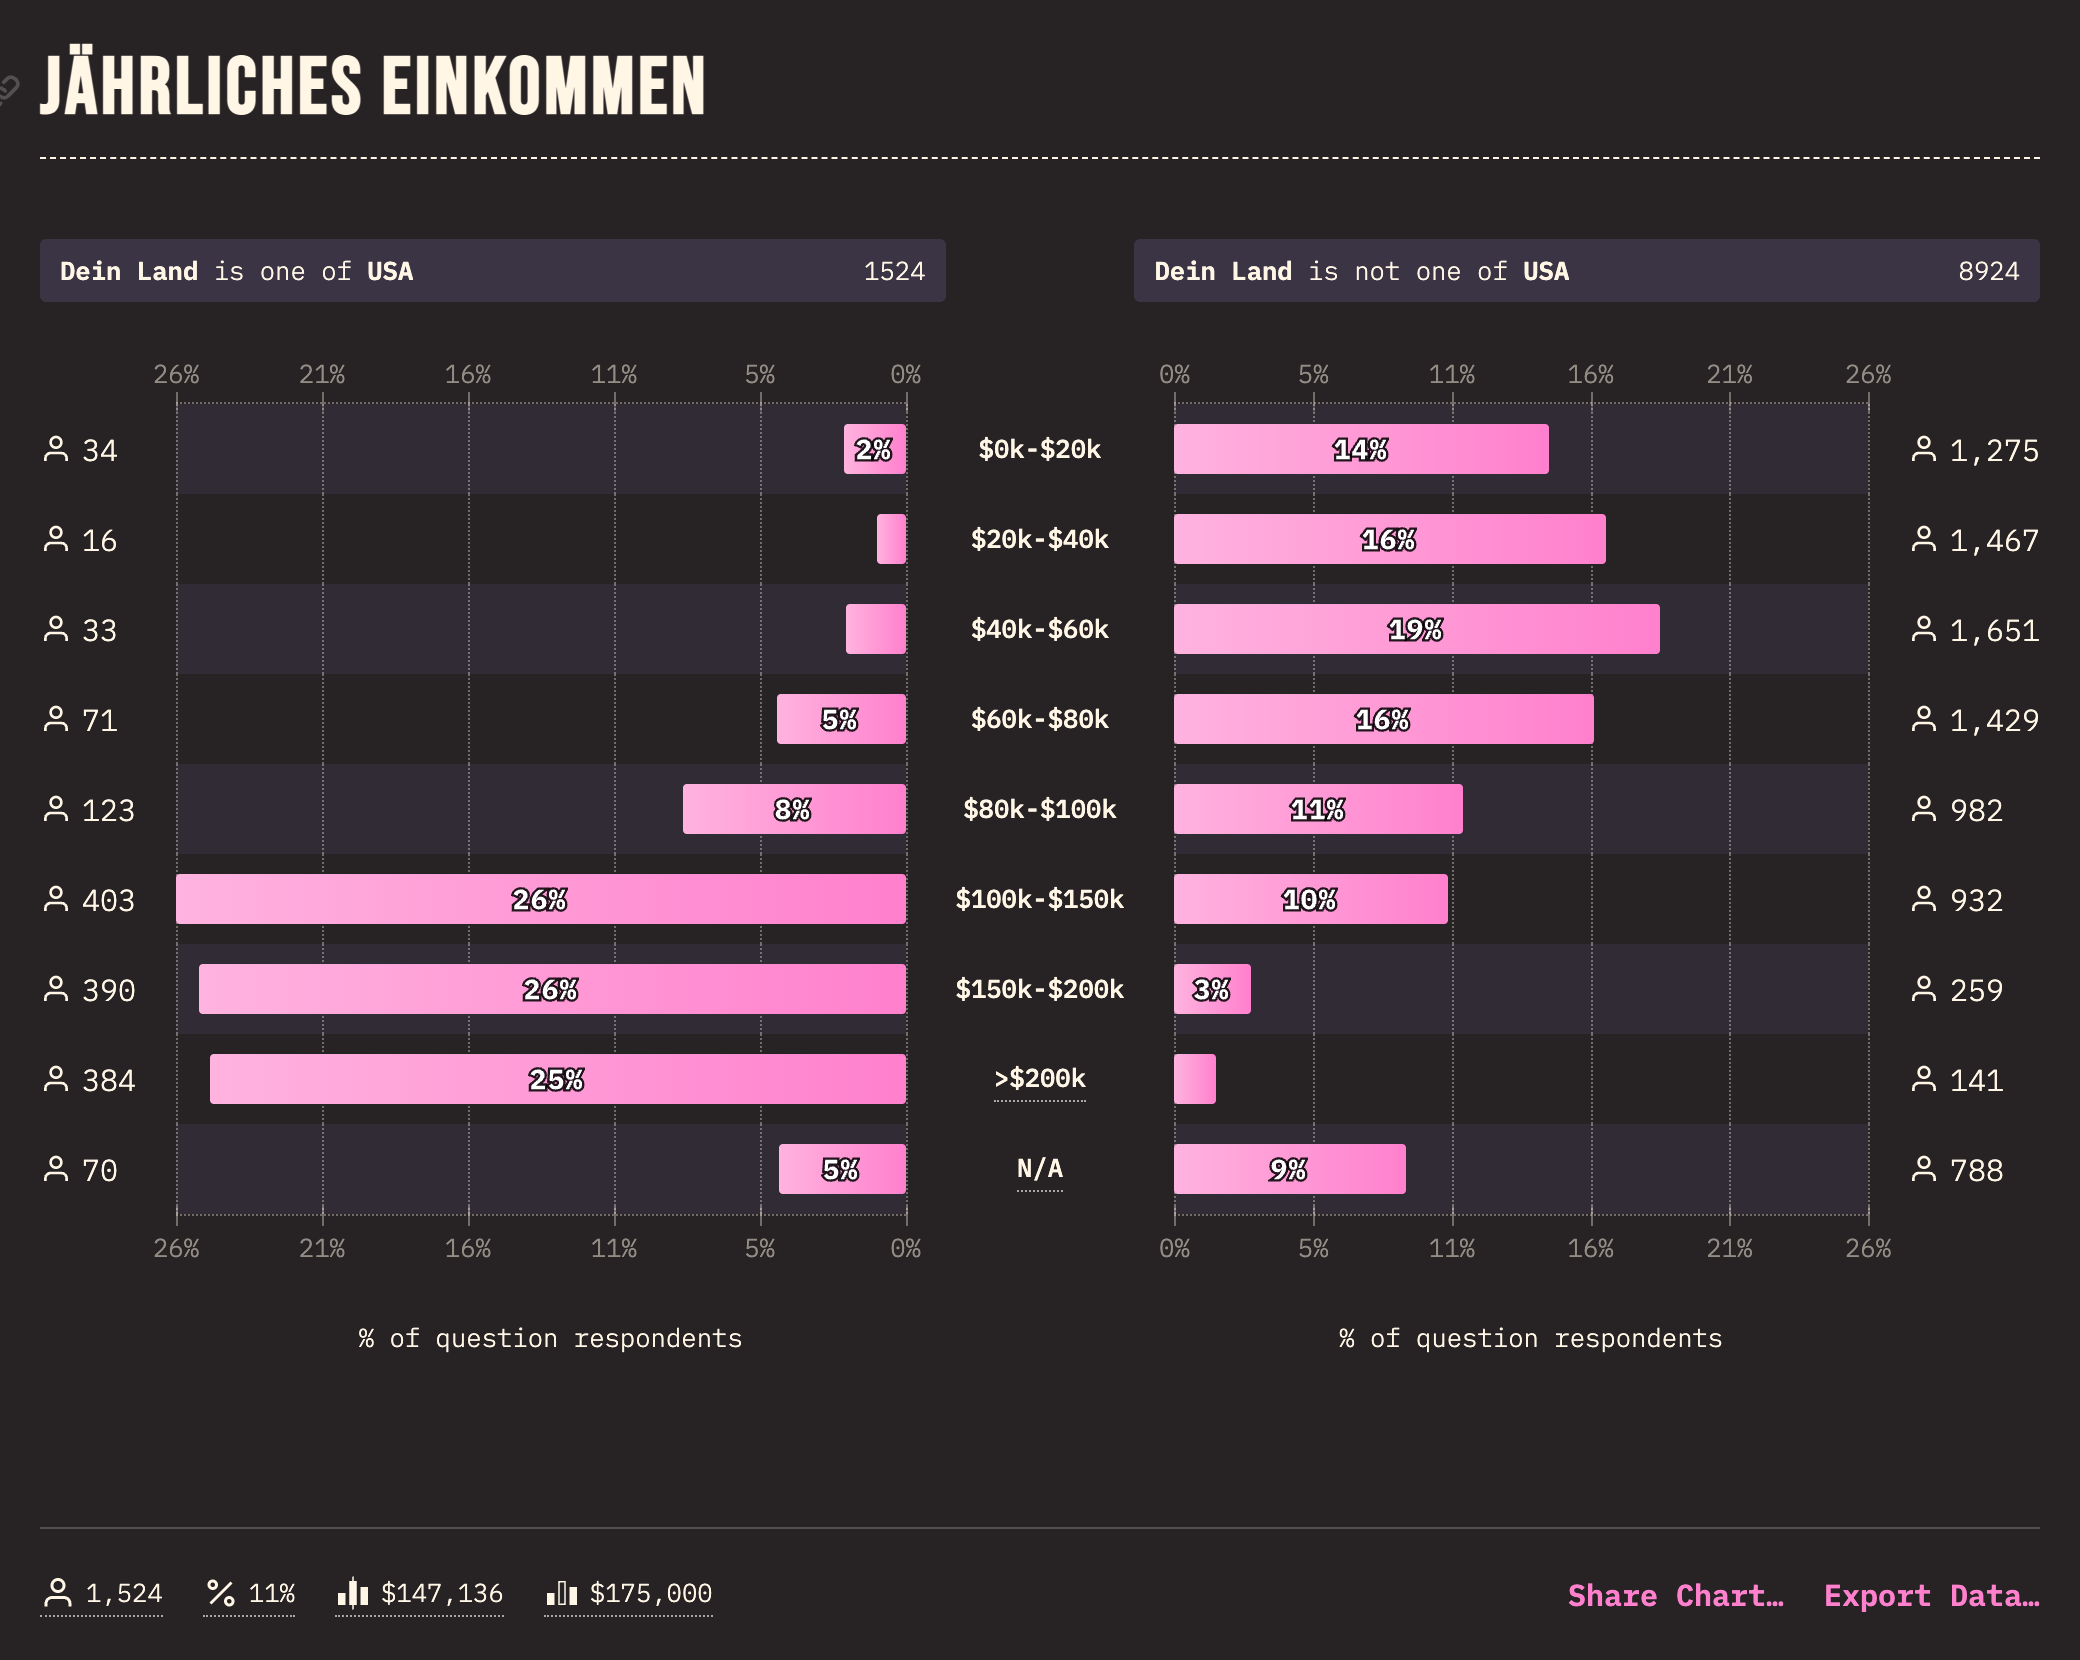 JÄHRLICHES EINKOMMEN
Dein Land is one of USA 1524
Dein Land is not one of USA 8924
26% 21% 16% 11% 5% 0%
0% 5% 11% 16% 21% 26%
34 2% $0k-$20k 14% 1,275
16 $20k-$40k 16% 1,467
33 $40k-$60k 19% 1,651
71 5% $60k-$80k 16% 1,429
123 8% $80k-$100k 11% 982
403 26% $100k-$150k 10% 932
390 26% $150k-$200k 3% 259
384 25% >$200k 141
70 5% N/A 9% 788
26% 21% 16% 11% 5% 0%
0% 5% 11% 16% 21% 26%
% of question respondents
% of question respondents
1,524 11% $147,136 $175,000
Share Chart… Export Data…